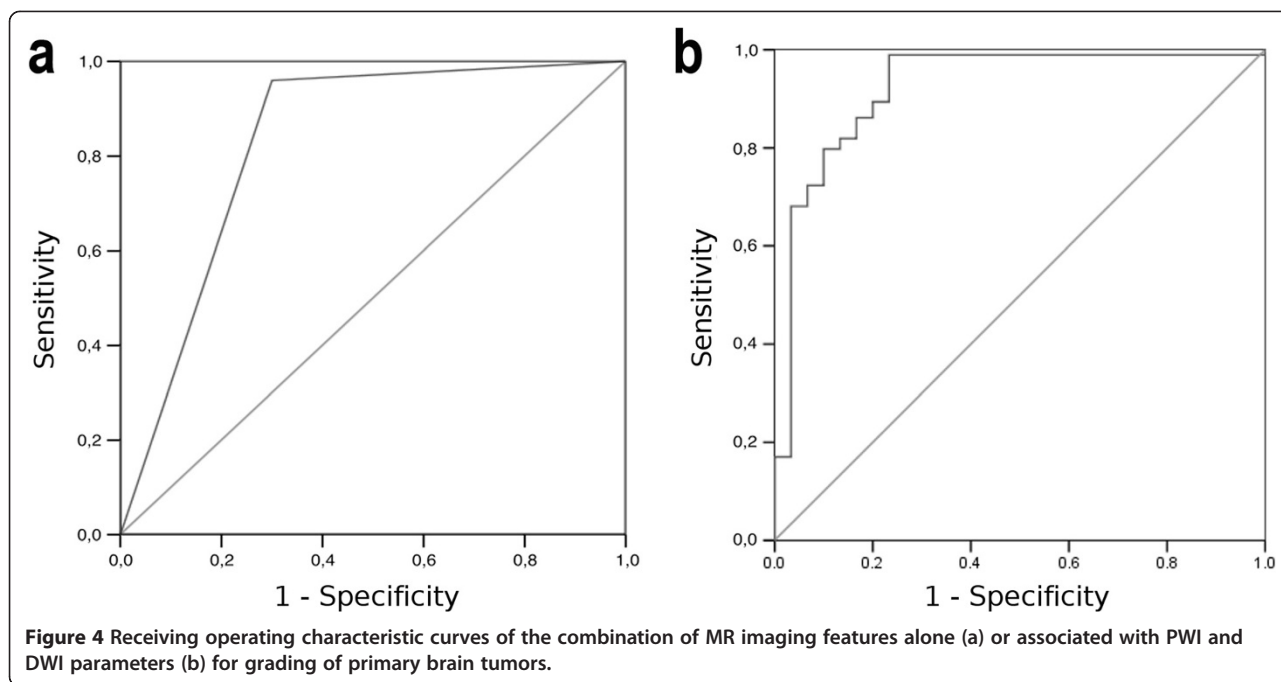 a
1,0
0,8
0,6
0,4
0,2
0,0
Sensitivity
0,0 0,2 0,4 0,6 0,8 1,0
1 - Specificity
b
1,0
0,8
0,6
0,4
0,2
0,0
Sensitivity
0.0 0.2 0.4 0.6 0.8 1.0
1 - Specificity
Figure 4 Receiving operating characteristic curves of the combination of MR imaging features alone (a) or associated with PWI and
DWI parameters (b) for grading of primary brain tumors.